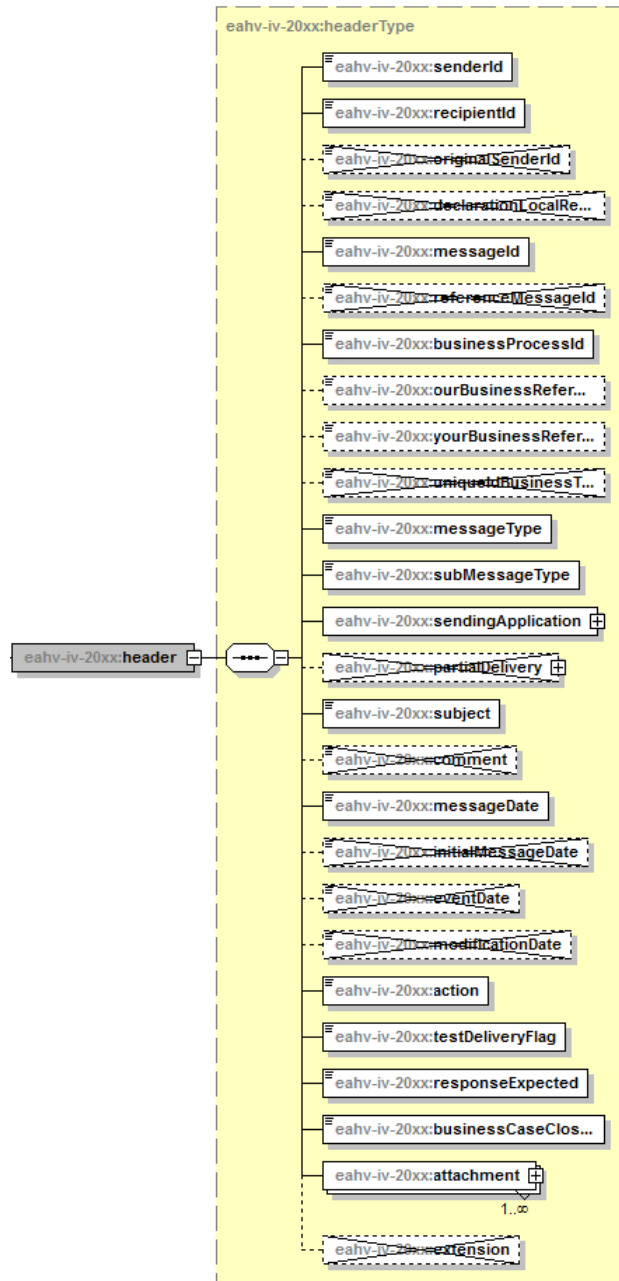 eahv-iv-20xx:headerType
eahv-iv-20xx:senderId
eahv-iv-20xx:recipientId
eahv-iv-20xx:originalSenderId
eahv-iv-20xx:declarationLocalRe...
eahv-iv-20xx:messageId
eahv-iv-20xx:referenceMessageId
eahv-iv-20xx:businessProcessId
eahv-iv-20xx:ourBusinessRefer...
eahv-iv-20xx:yourBusinessRefer...
eahv-iv-20xx:uniqueIdBusinessT...
eahv-iv-20xx:messageType
eahv-iv-20xx:subMessageType
eahv-iv-20xx:sendingApplication
eahv-iv-20xx:header
eahv-iv-20xx:partialDelivery
eahv-iv-20xx:subject
eahv-iv-20xx:comment
eahv-iv-20xx:messageDate
eahv-iv-20xx:initialMessageDate
eahv-iv-20xx:eventDate
eahv-iv-20xx:modificationDate
eahv-iv-20xx:action
eahv-iv-20xx:testDeliveryFlag
eahv-iv-20xx:responseExpected
eahv-iv-20xx:businessCaseClos...
eahv-iv-20xx:attachment
1..∞
eahv-iv-20xx:extension